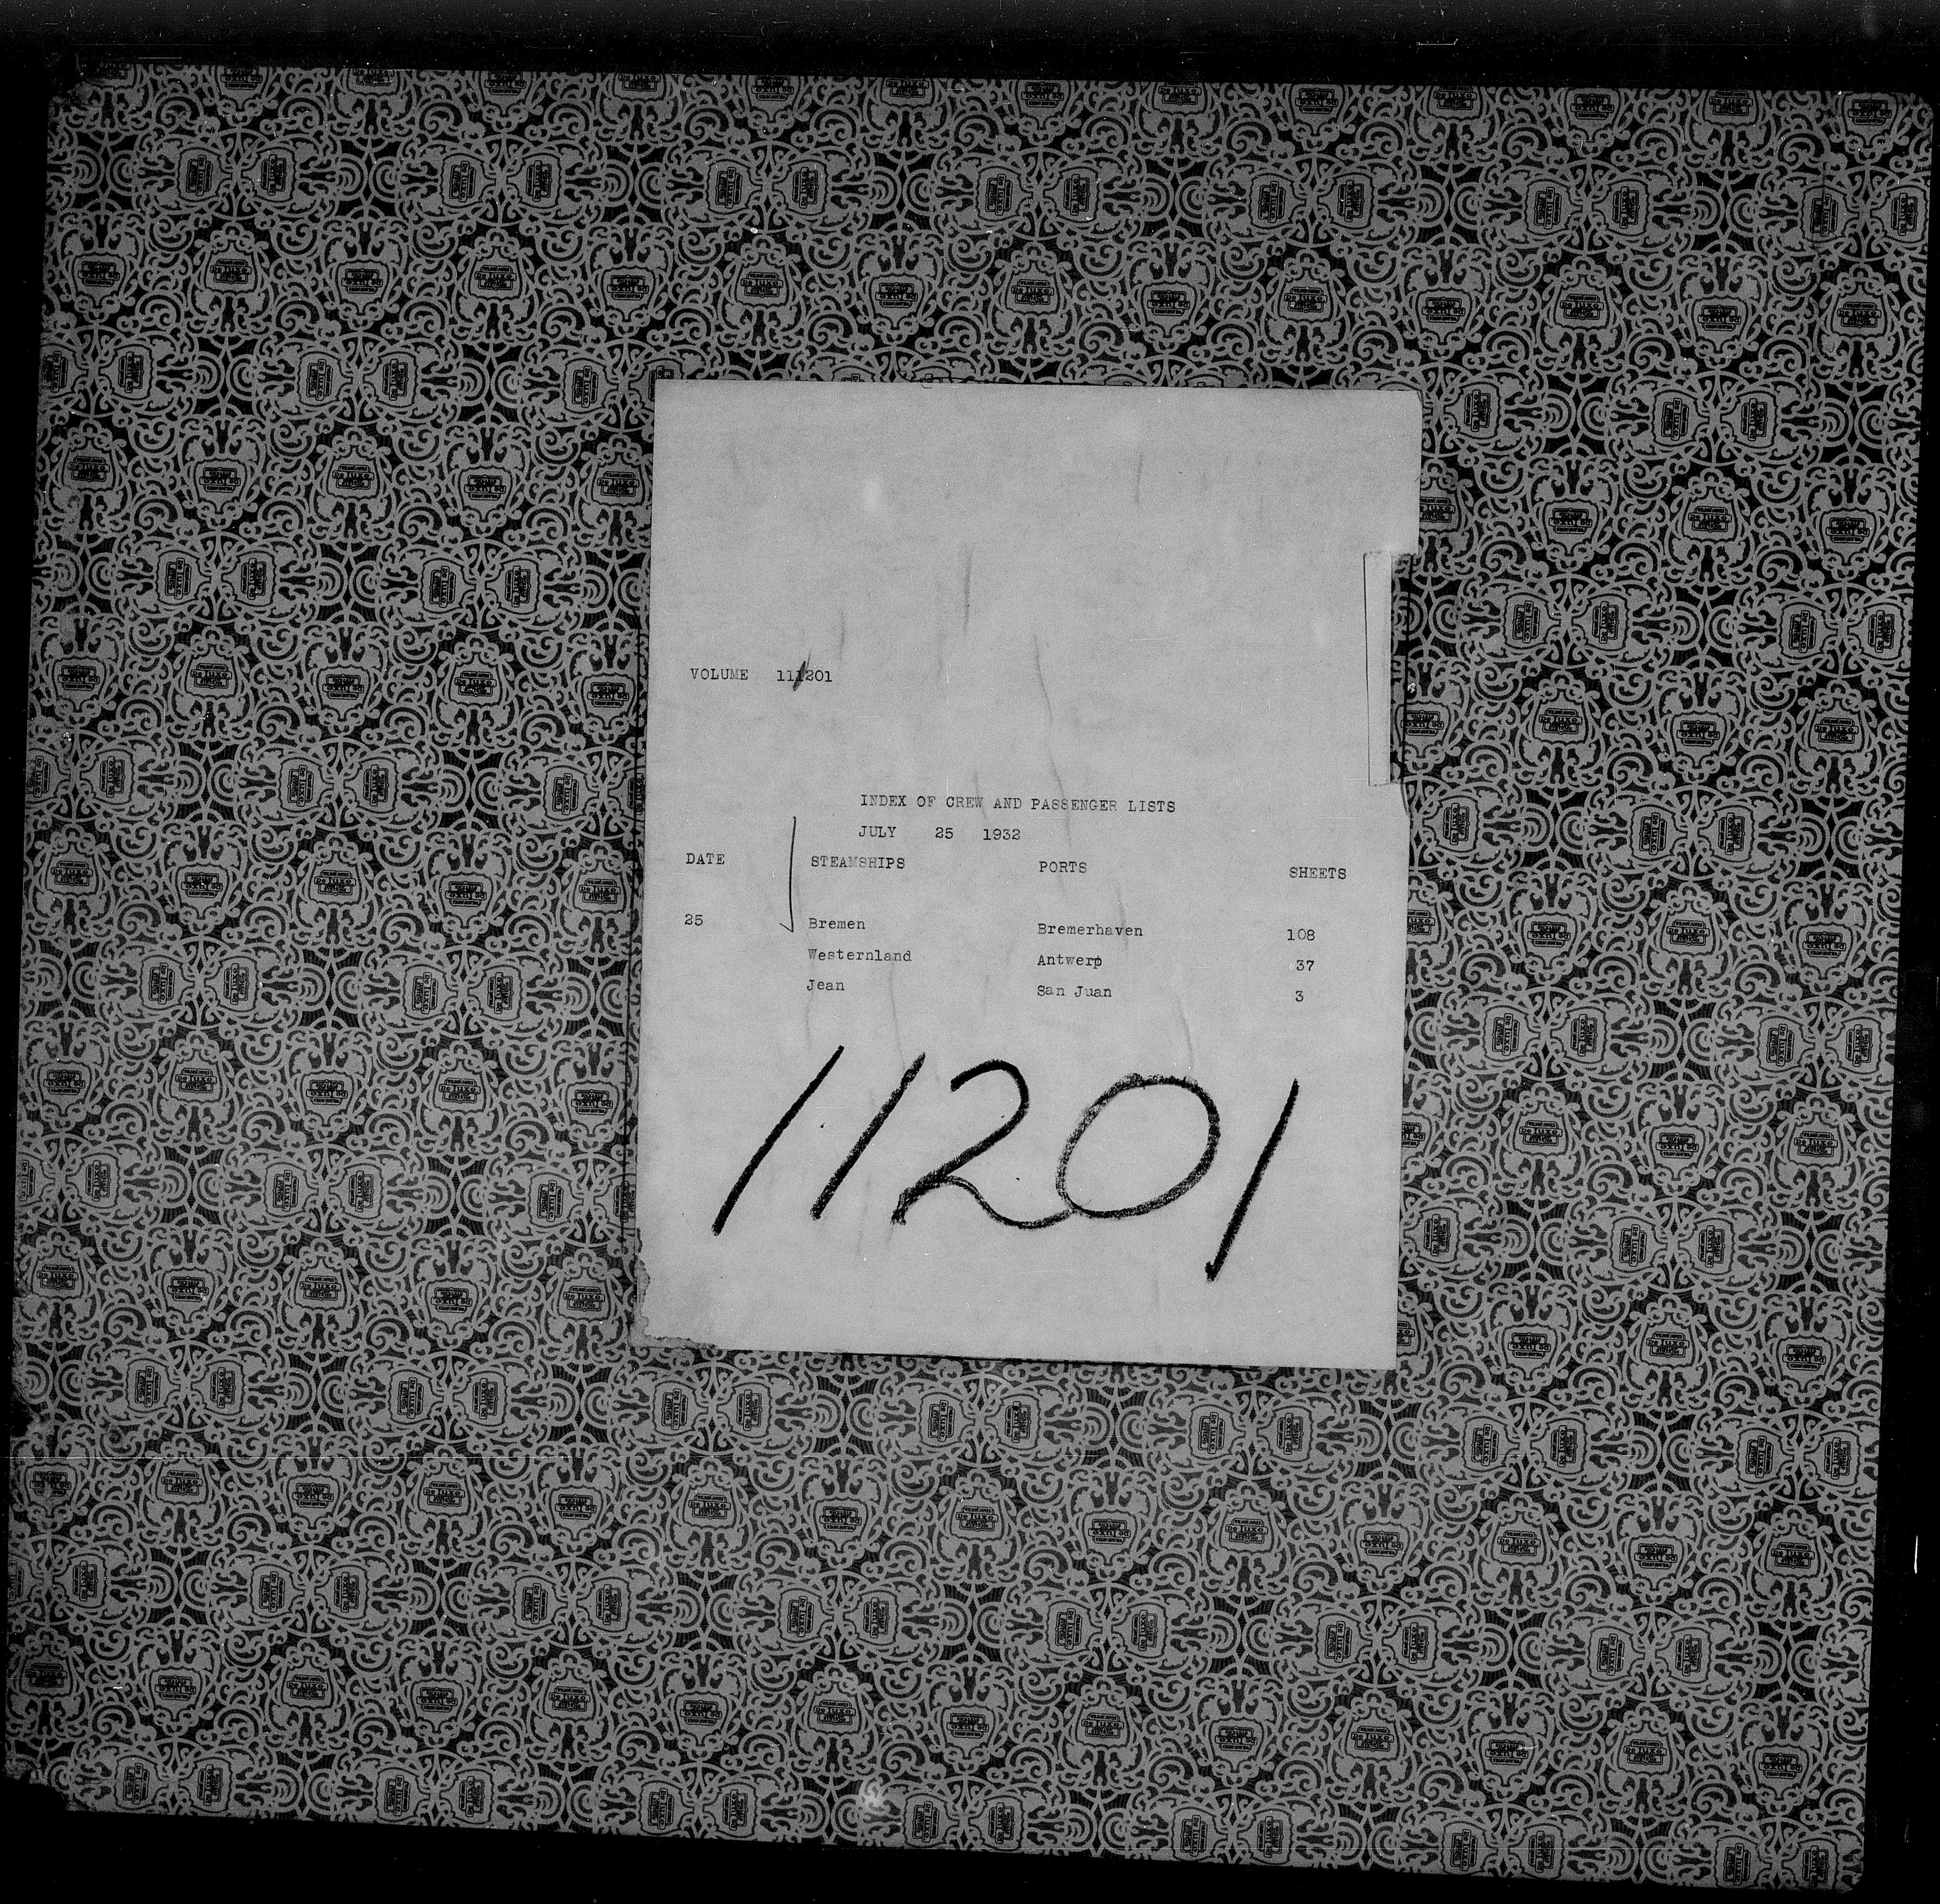 VOLUME 111201
INDEX OF CREW AND PASSENGER LISTS
JULY 25 1932
DATE STEAMSHIPS PORTS SHEETS
25 Bremen Bremerhaven 108
Westernland Antwerp 37
Jean San Juan 3
11201